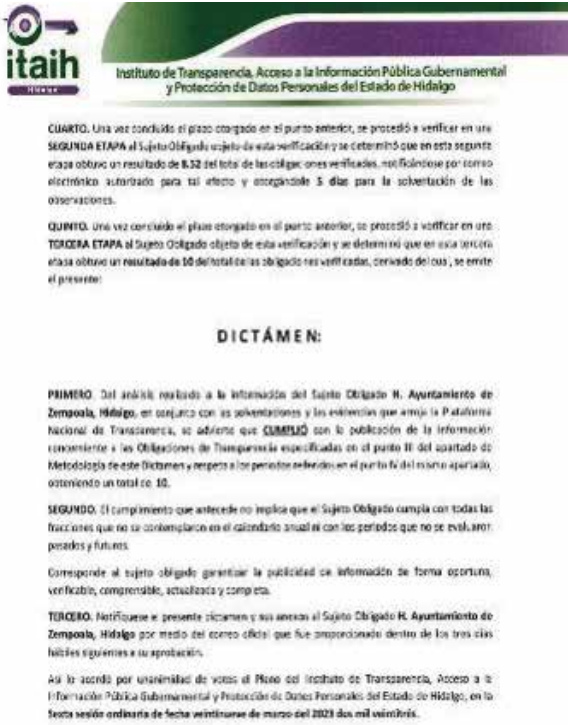 itaih
Hidalgo
Instituto de Transparencia, Acceso a la Información Pública Gubernamental
y Protección de Datos Personales del Estado de Hidalgo
CUARTO. Una vez concluido el plazo otorgado en el punto anterior, se procedió a verificar en una
SEGUNDA ETAPA al Sujeto Obligado objeto de esta verificación y se determinó que en esta segunda
etapa obtuvo un resultado de 8.52 del total de las obligaciones verificadas, notificándose por correo
electrónico autorizado para tal efecto y otorgándole 5 días para la solventación de las
observaciones.
QUINTO. Una vez concluido el plazo otorgado en el punto anterior, se procedió a verificar en una
TERCERA ETAPA al Sujeto Obligado objeto de esta verificación y se determinó que en esta tercera
etapa obtuvo un resultado de 10 del total de las obligaciones verificadas, derivado del cual, se emite
el presente:
DICTÁMEN:
PRIMERO. Del análisis realizado a la información del Sujeto Obligado H. Ayuntamiento de
Zempoala, Hidalgo, en conjunto con las solventaciones y las evidencias que arroja la Plataforma
Nacional de Transparencia, se advierte que CUMPLIÓ con la publicación de la información
concerniente a las Obligaciones de Transparencia especificadas en el punto III del apartado de
Metodología de este Dictamen y respeto a los periodos referidos en el punto IV del mismo apartado,
obteniendo un total de 10.
SEGUNDO. El cumplimiento que antecede no implica que el Sujeto Obligado cumpla con todas las
fracciones que no se contemplaron en el calendario anual ni con los periodos que no se evaluaron
pasados y futuros.
Corresponde al sujeto obligado garantizar la publicidad de información de forma oportuna,
verificable, comprensible, actualizada y completa.
TERCERO. Notifíquese el presente dictamen y sus anexos al Sujeto Obligado H. Ayuntamiento de
Zempoala, Hidalgo por medio del correo oficial que fue proporcionado dentro de los tres días
hábiles siguientes a su aprobación.
Así lo acordó por unanimidad de votos el Pleno del Instituto de Transparencia, Acceso a la
Información Pública Gubernamental y Protección de Datos Personales del Estado de Hidalgo, en la
Sexta sesión ordinaria de fecha veintinueve de marzo del 2023 dos mil veintitrés.